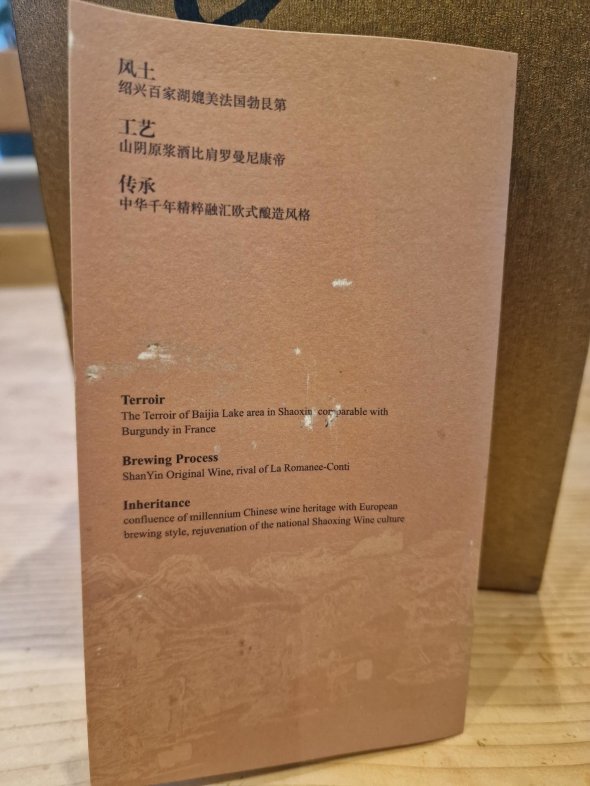 风土
绍兴百家湖媲美法国勃艮第
工艺
山阴原浆酒比肩罗曼尼康帝
传承
中华千年精粹融汇欧式酿造风格
Terroir
The Terroir of Baijia Lake area in Shaoxin comparable with
Burgundy in France
Brewing Process
ShanYin Original Wine, rival of La Romanee-Conti
Inheritance
confluence of millennium Chinese wine heritage with European
brewing style, rejuvenation of the national Shaoxing Wine culture